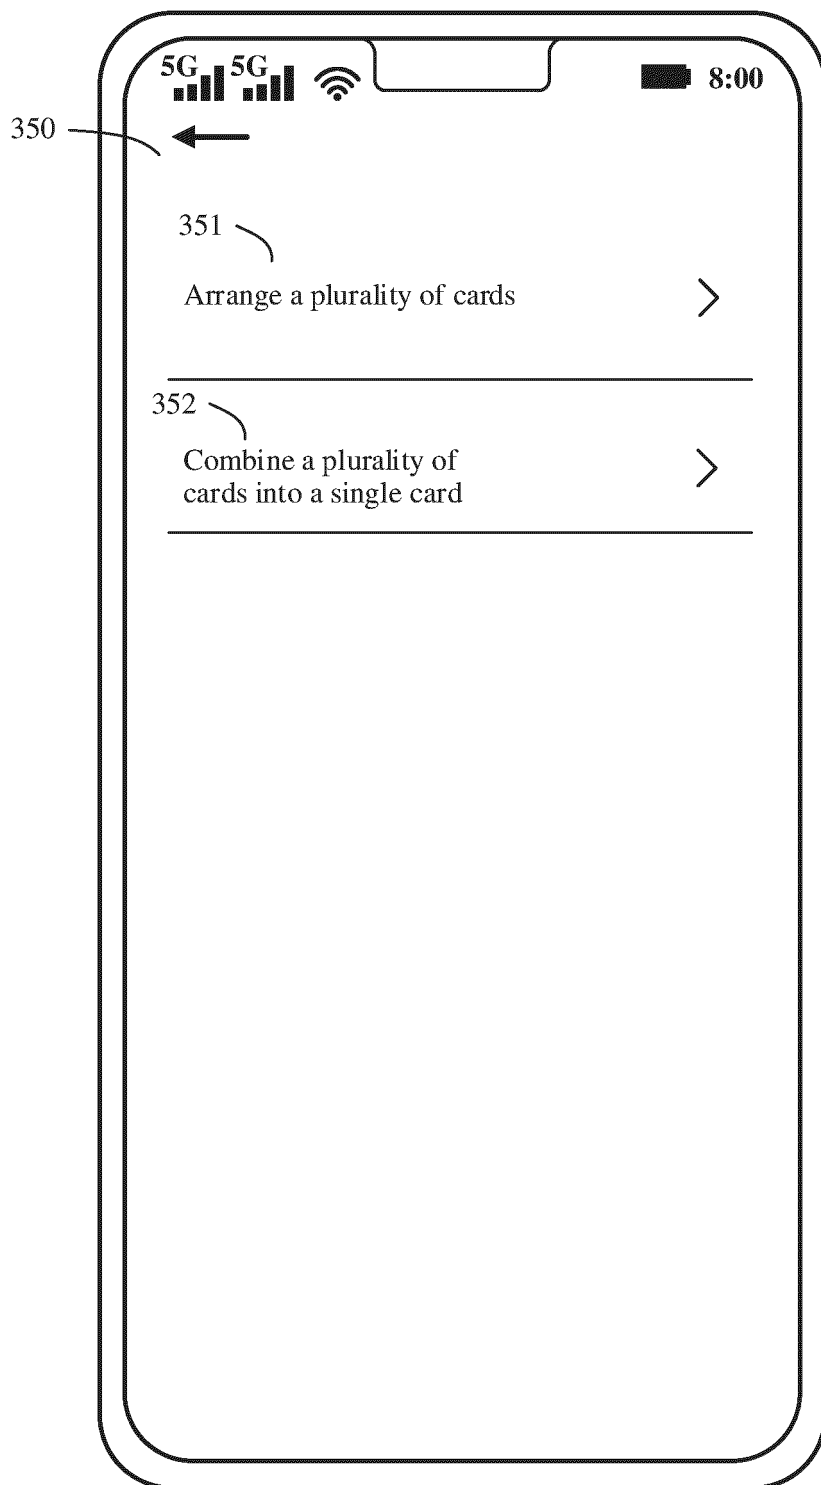 5G 5G 8:00
350
351
Arrange a plurality of cards
352
Combine a plurality of
cards into a single card